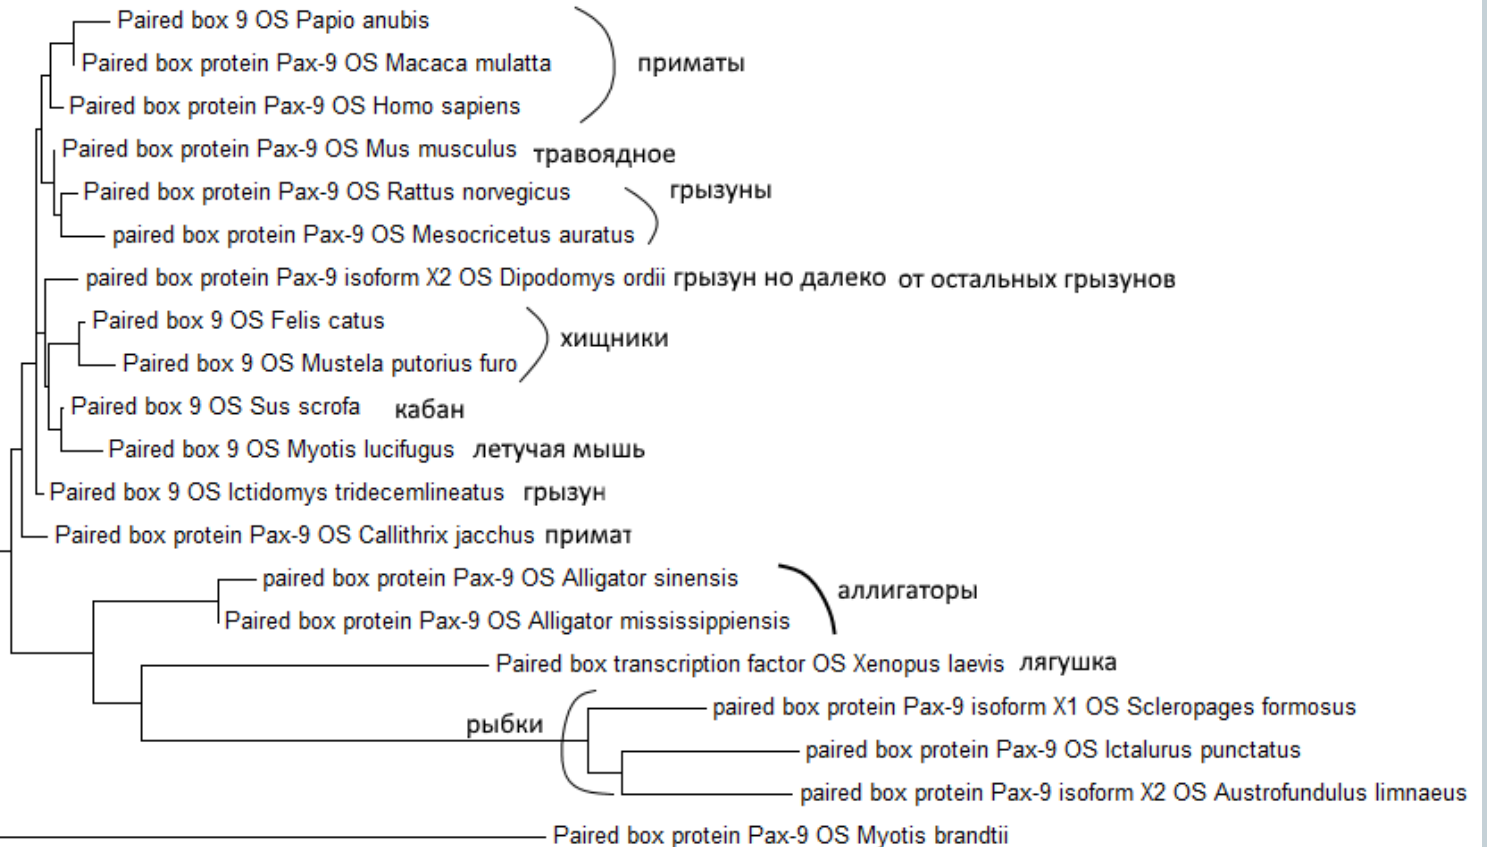 Paired box 9 OS Papio anubis
Paired box protein Pax-9 OS Macaca mulatta приматы
Paired box protein Pax-9 OS Homo sapiens
Paired box protein Pax-9 OS Mus musculus травоядное
Paired box protein Pax-9 OS Rattus norvegicus грызуны
paired box protein Pax-9 OS Mesocricetus auratus
paired box protein Pax-9 isoform X2 OS Dipodomys ordii грызун но далеко от остальных грызунов
Paired box 9 OS Felis catus
хищники
Paired box 9 OS Mustela putorius furo
Paired box 9 OS Sus scrofa кабан
Paired box 9 OS Myotis lucifugus летучая мышь
Paired box 9 OS Ictidomys tridecemlineatus грызун
Paired box protein Pax-9 OS Callithrix jacchus примат
paired box protein Pax-9 OS Alligator sinensis
аллигаторы
Paired box protein Pax-9 OS Alligator mississippiensis
Paired box transcription factor OS Xenopus laevis лягушка
paired box protein Pax-9 isoform X1 OS Scleropages formosus
рыбки
paired box protein Pax-9 OS Ictalurus punctatus
paired box protein Pax-9 isoform X2 OS Austrofundulus limnaeus
Paired box protein Pax-9 OS Myotis brandtii